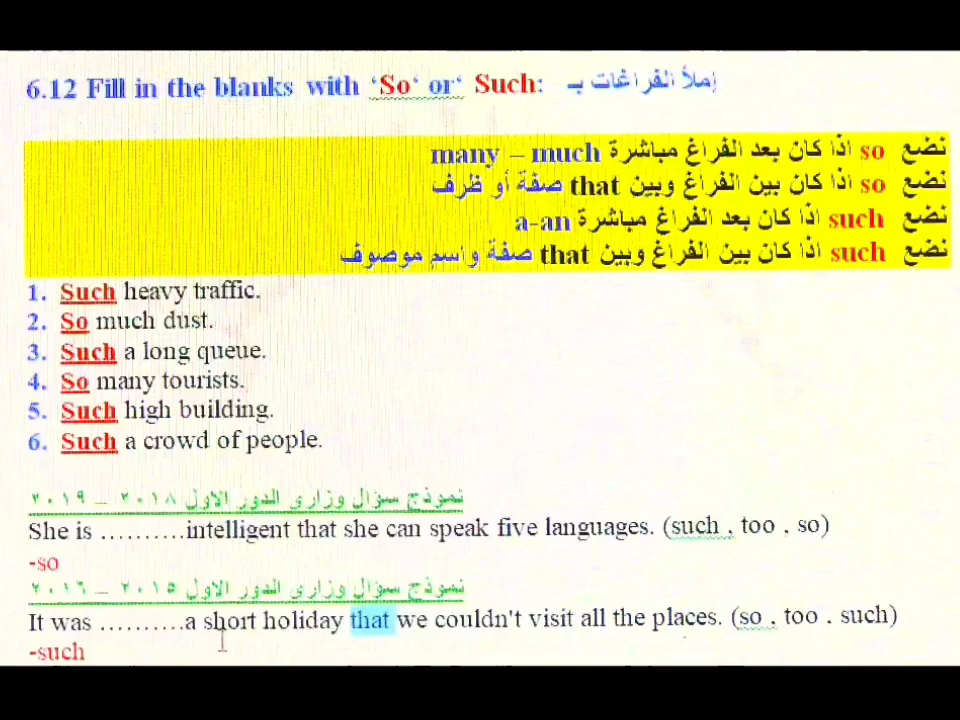 6.12 Fill in the blanks with ‘So‘ or‘ Such: إملأ الفراغات بـ
نضع so اذا كان بعد الفراغ مباشرة many – much
نضع so اذا كان بين الفراغ وبين that صفة أو ظرف
نضع such اذا كان بعد الفراغ مباشرة a-an
نضع such اذا كان بين الفراغ وبين that صفة واسم موصوف
1. Such heavy traffic.
2. So much dust.
3. Such a long queue.
4. So many tourists.
5. Such high building.
6. Such a crowd of people.
نموذج سؤال وزاري الدور الاول ٢٠١٨ – ٢٠١٩
She is ..........intelligent that she can speak five languages. (such , too , so)
-so
نموذج سؤال وزاري الدور الاول ٢٠١٥ – ٢٠١٦
It was ..........a short holiday that we couldn't visit all the places. (so , too . such)
-such